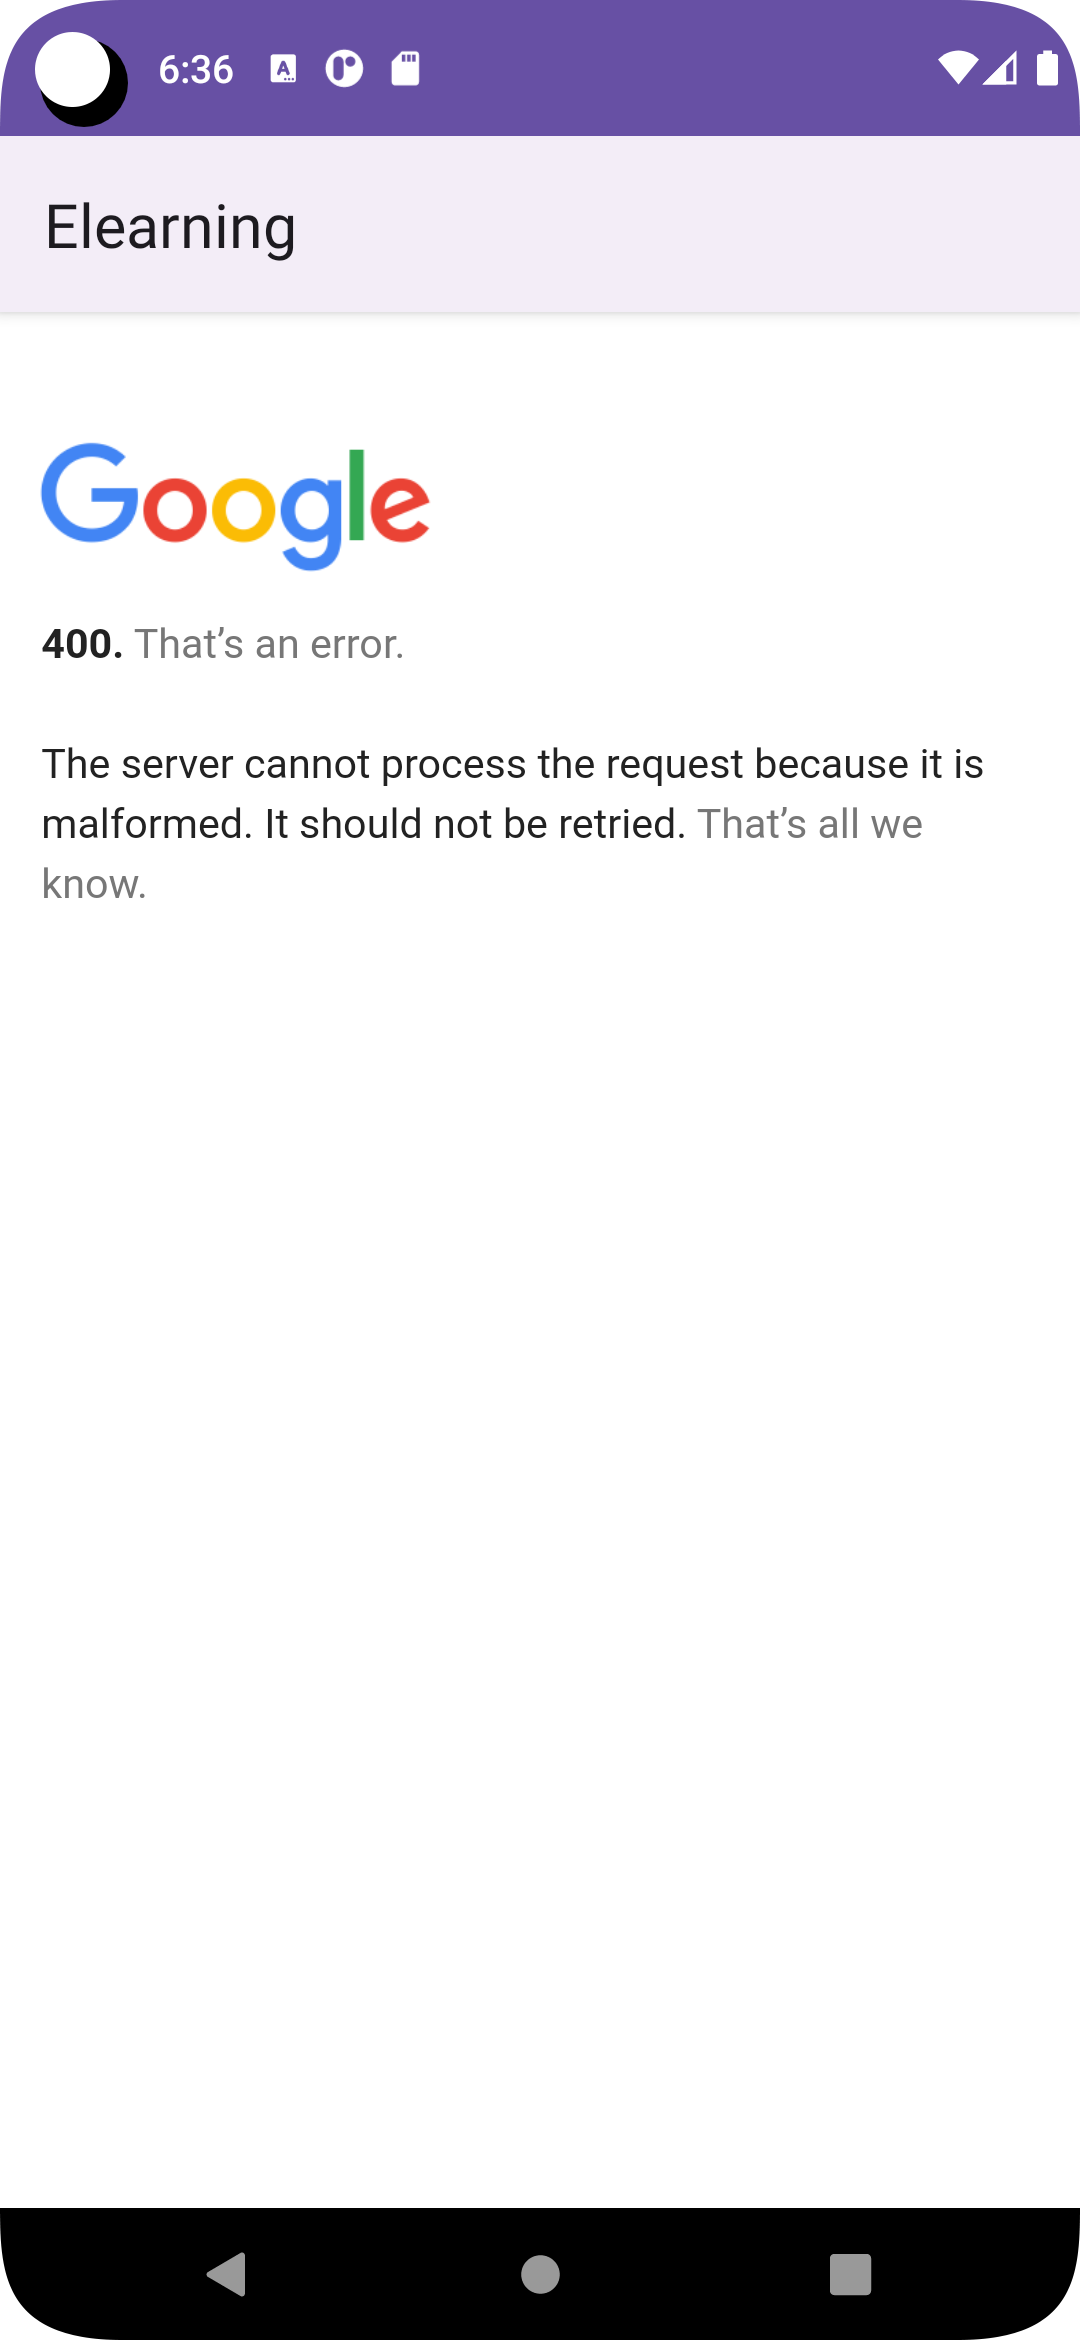 6:36
Elearning
Google
400. That’s an error.
The server cannot process the request because it is
malformed. It should not be retried. That’s all we
know.